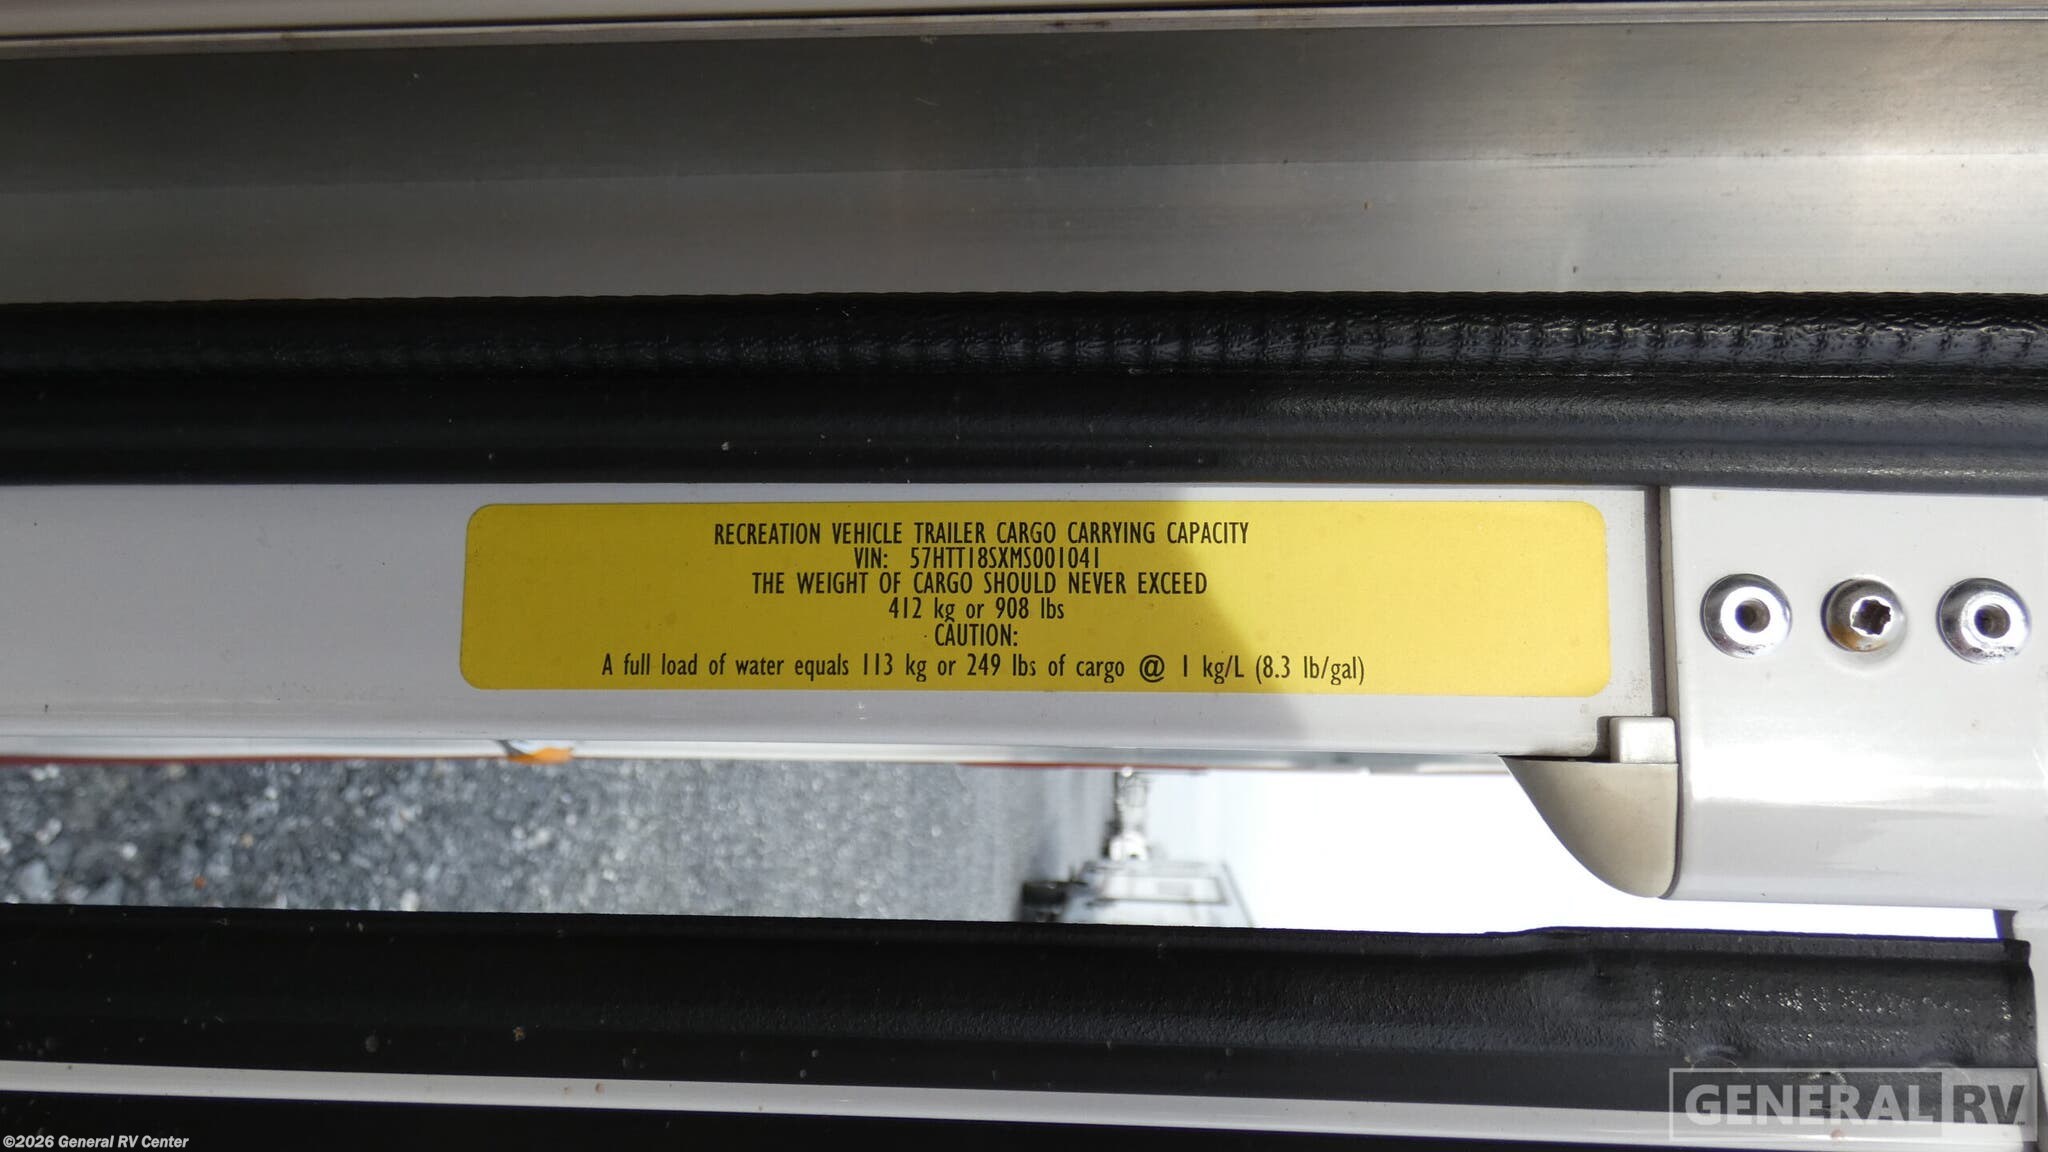 RECREATION VEHICLE TRAILER CARGO CARRYING CAPACITY
VIN: 57HTT18SXMS001041
THE WEIGHT OF CARGO SHOULD NEVER EXCEED
412 kg or 908 lbs
CAUTION:
A full load of water equals 113 kg or 249 lbs of cargo @ 1 kg/L (8.3 lb/gal)
GENERAL RV
©2026 General RV Center